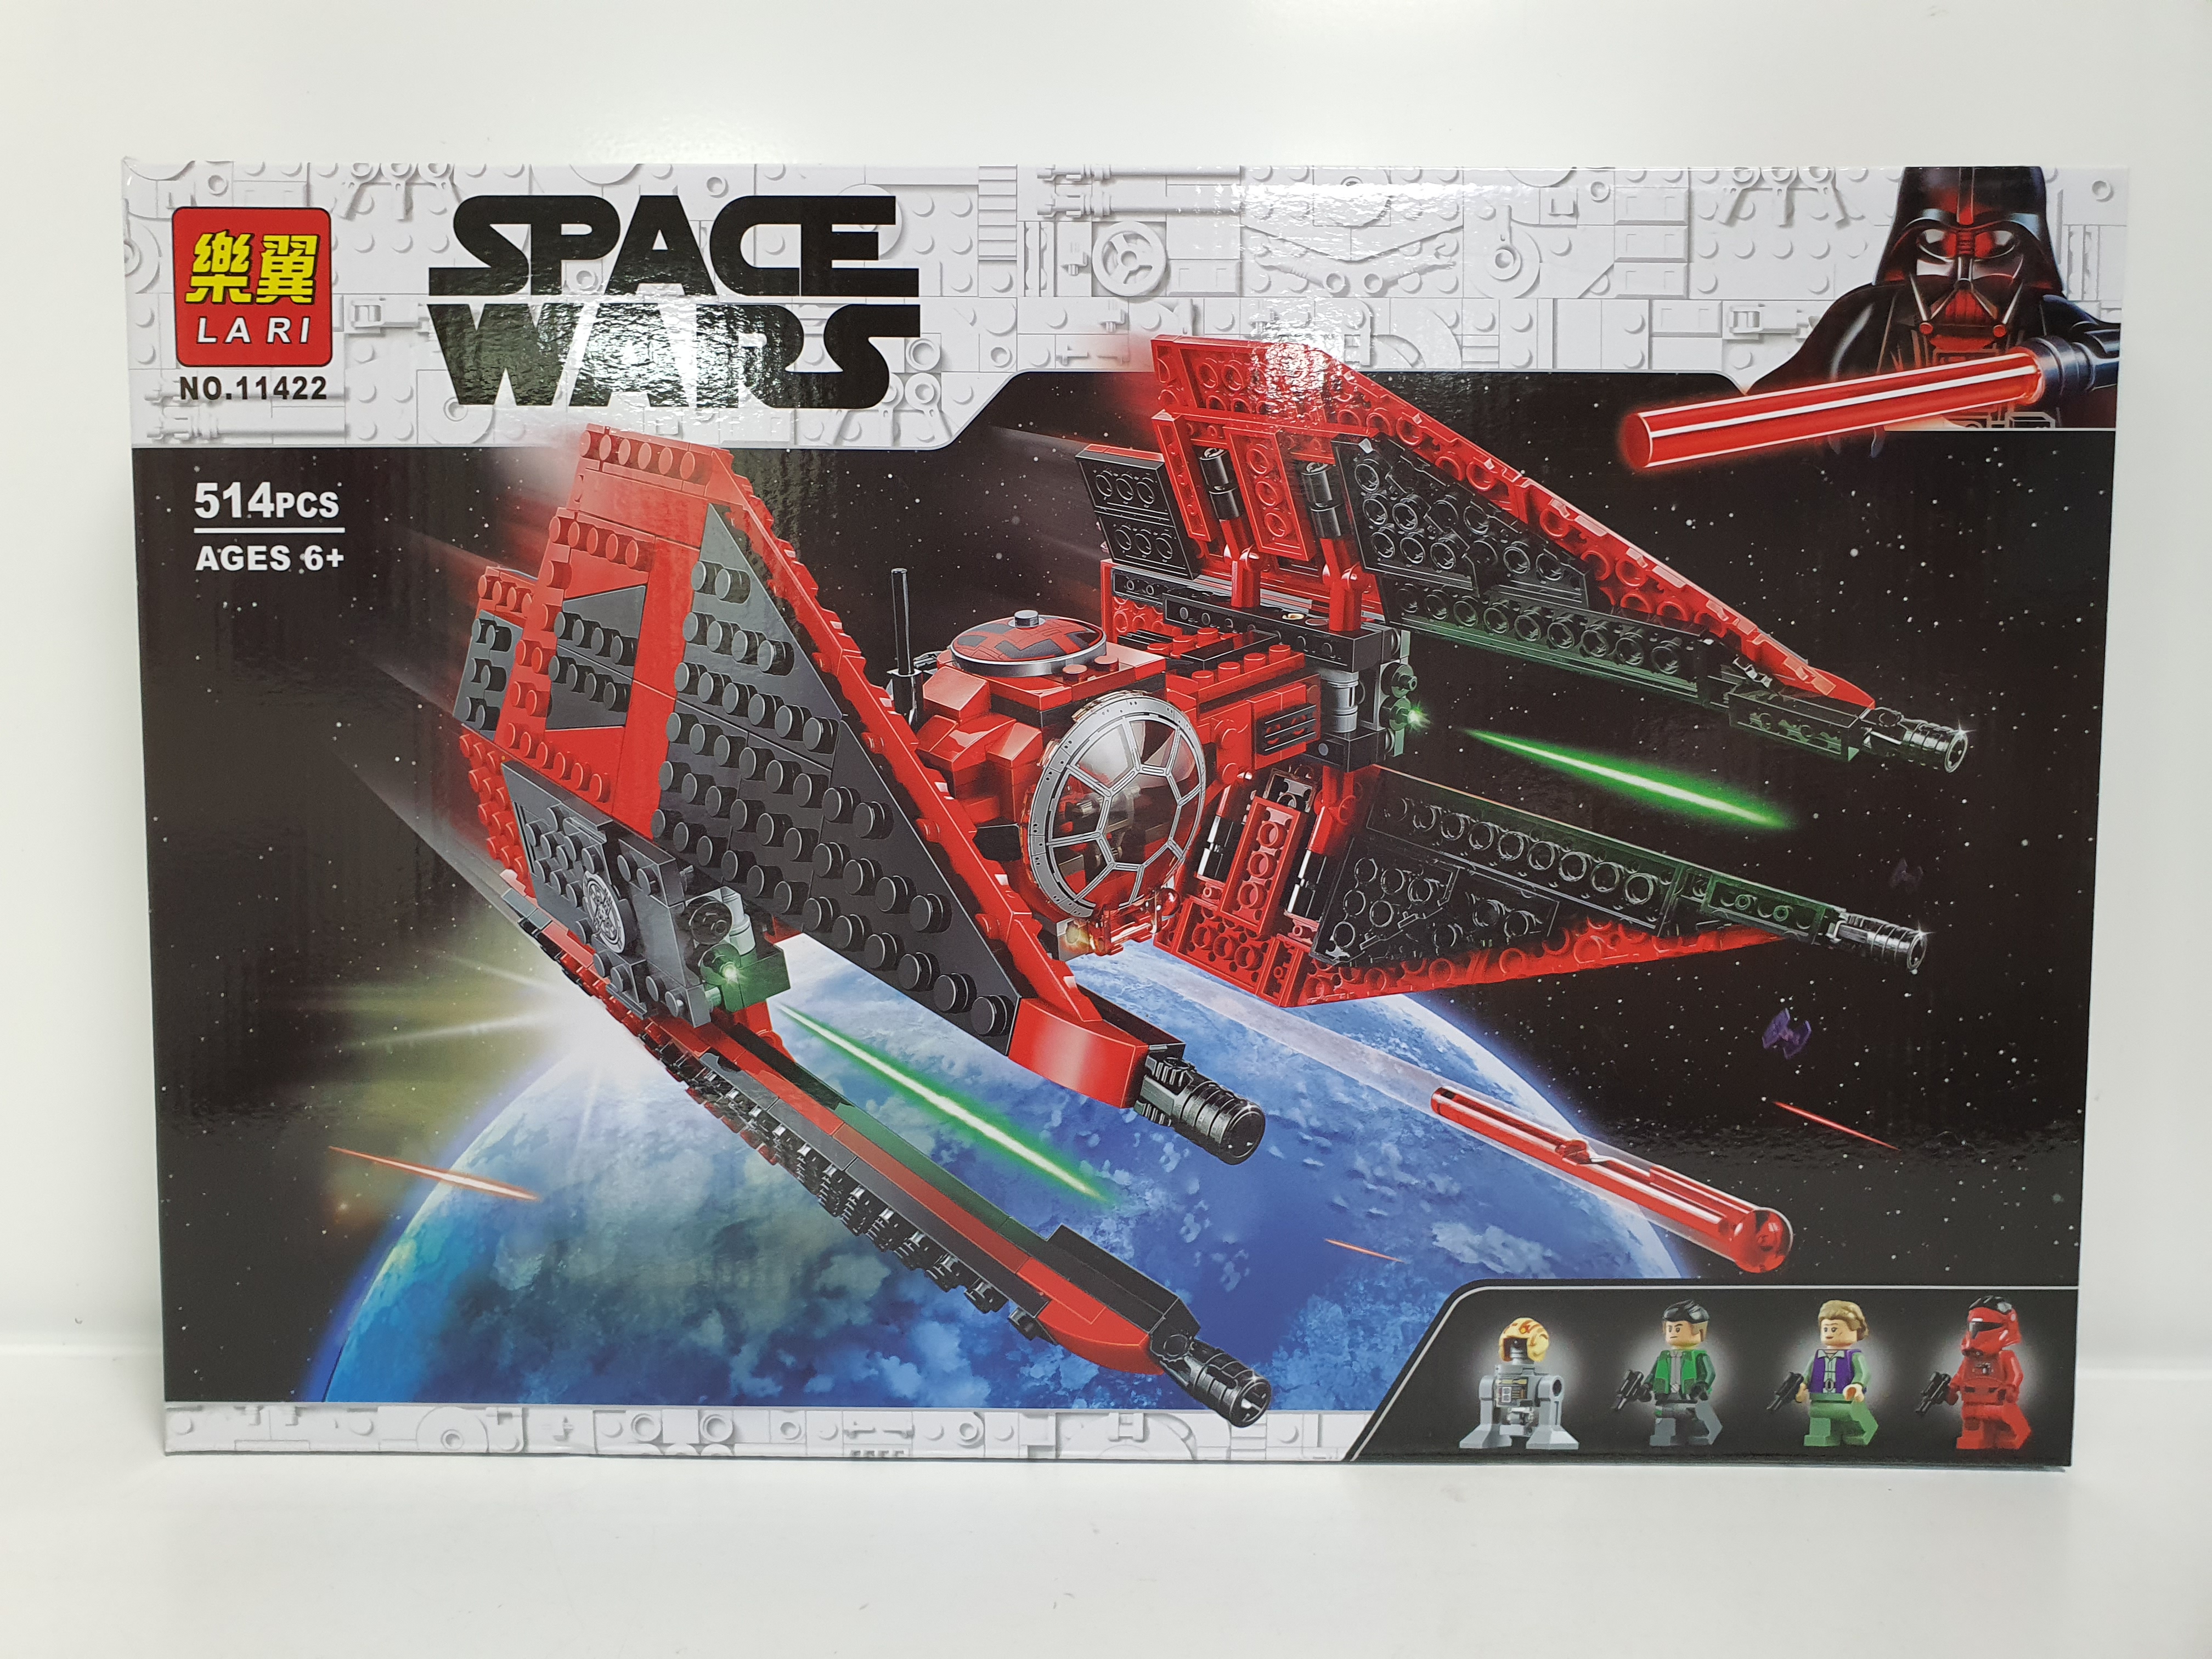 樂翼
LARI
NO.11422
SPACE
WARS
514PCS
AGES 6+